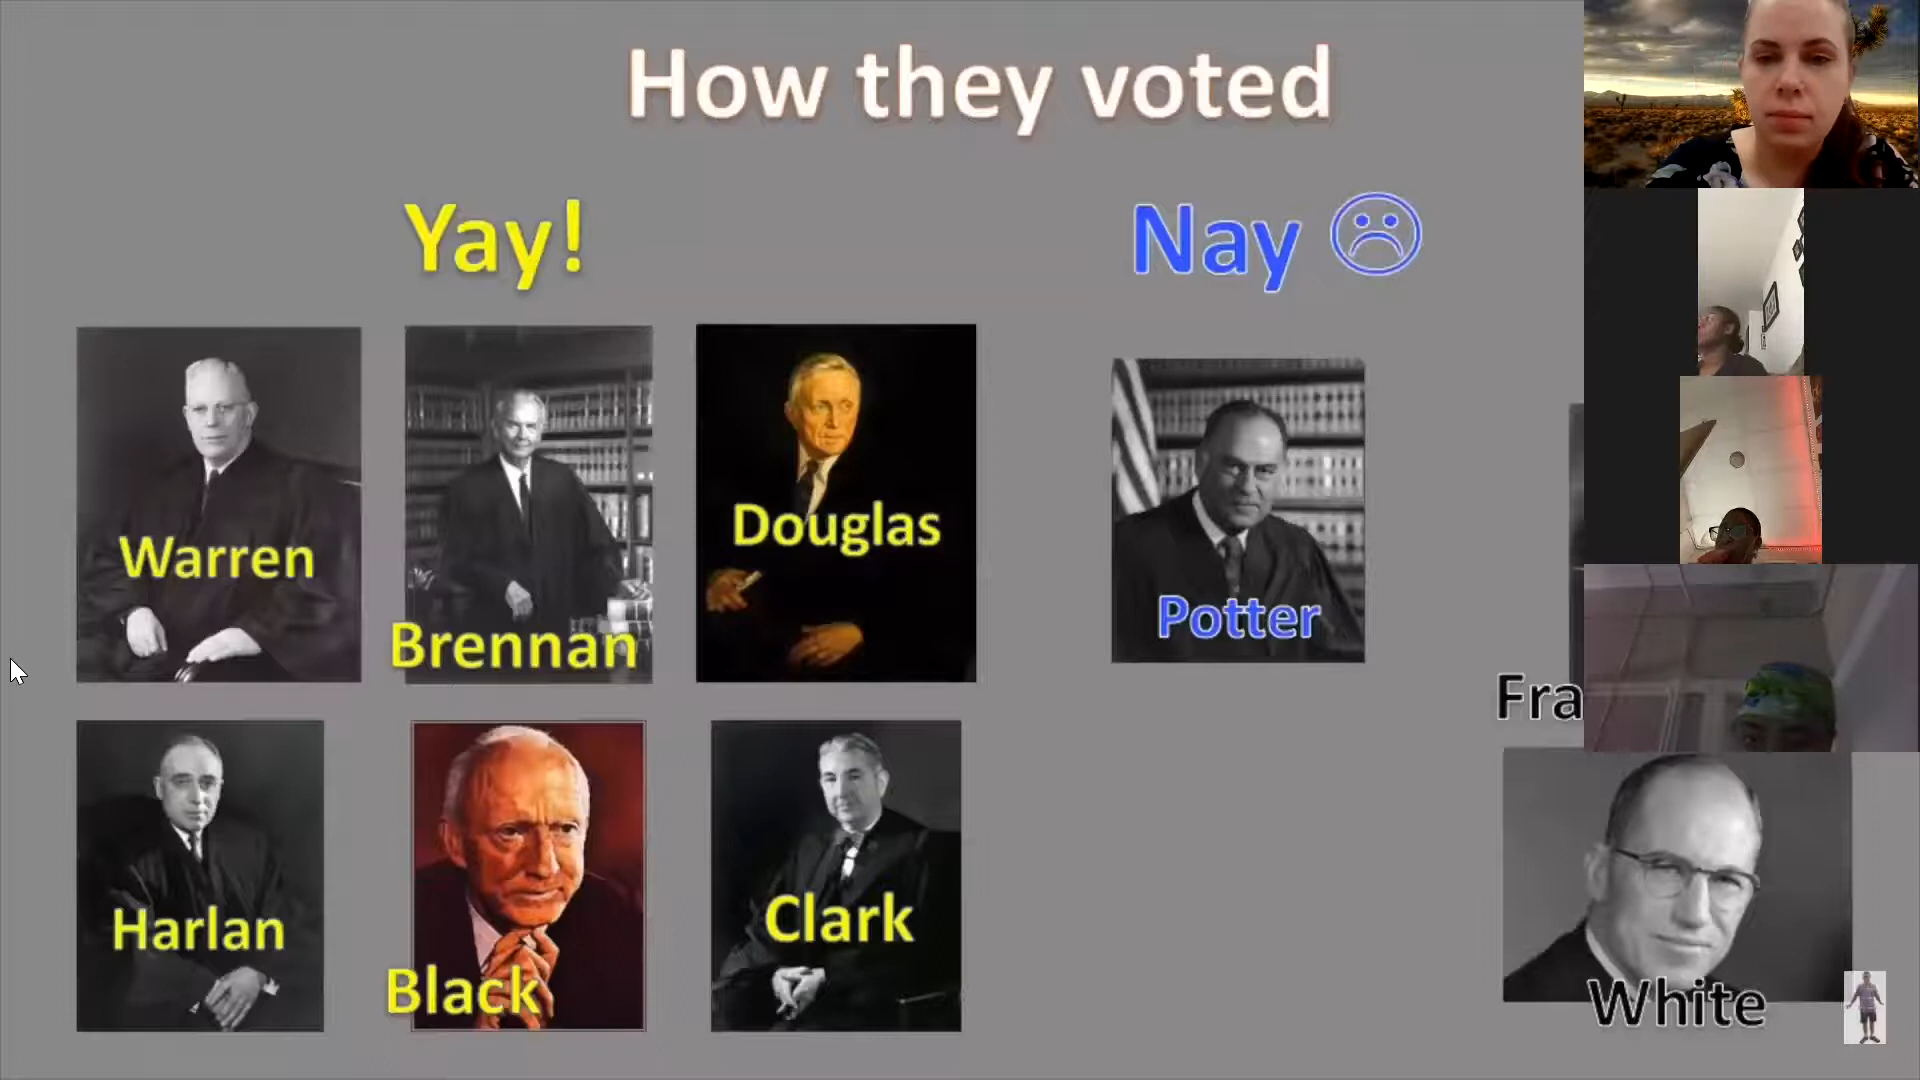 How they voted
Yay!
Nay ☹
Warren
Brennan
Douglas
Potter
Fra
Harlan
Black
Clark
White